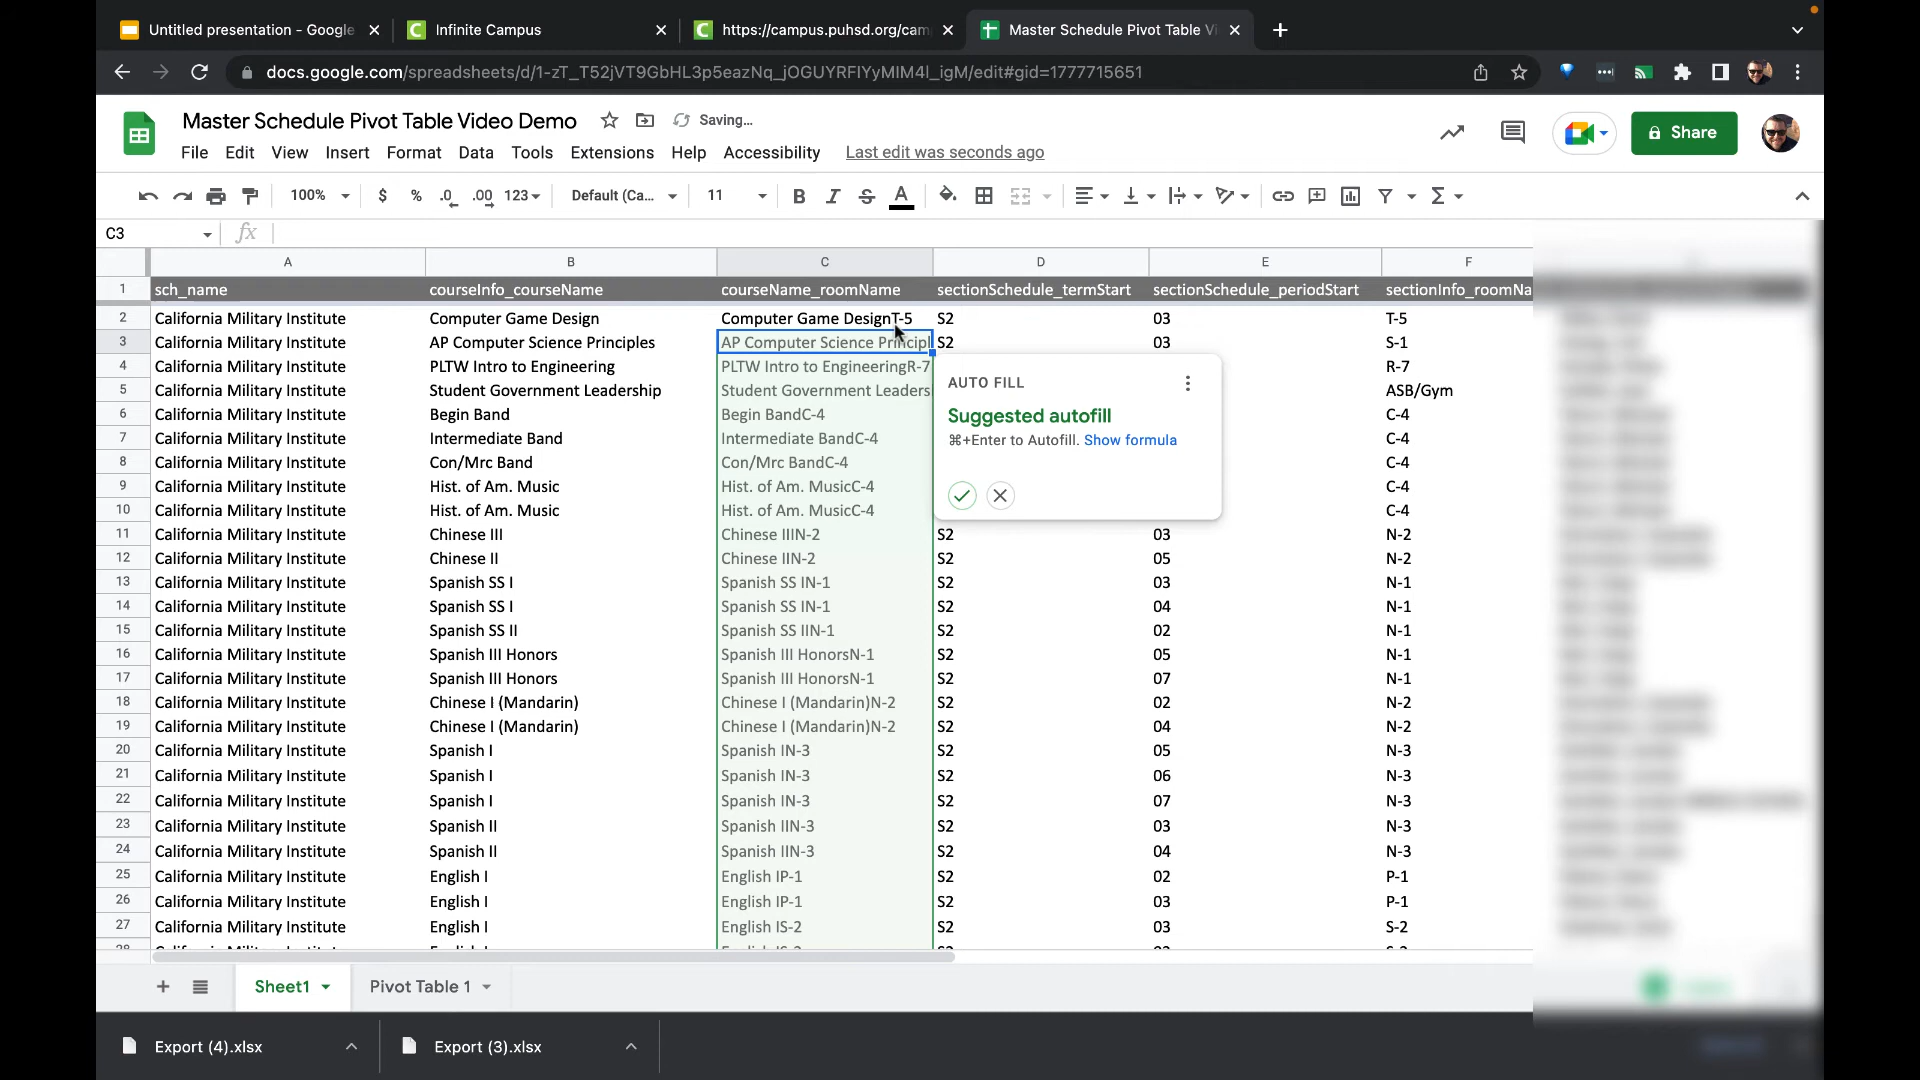 Untitled presentation - Google
Infinite Campus
https://campus.puhsd.org/cam
Master Schedule Pivot Table Vi
docs.google.com/spreadsheets/d/1-zT_T52jVT9GbHL3p5eazNq_jOGUYRFIYyMIM4l_igM/edit#gid=1777715651
Master Schedule Pivot Table Video Demo Saving...
File Edit View Insert Format Data Tools Extensions Help Accessibility Last edit was seconds ago
Share
100% $ % .0 .00 123 Default (Ca... 11 B I S A
C3 fx
A B C D E F
1 sch_name courseInfo_courseName courseName_roomName sectionSchedule_termStart sectionSchedule_periodStart sectionInfo_roomNa
2 California Military Institute Computer Game Design Computer Game DesignT-5 S2 03 T-5
3 California Military Institute AP Computer Science Principles AP Computer Science Principl S2 03 S-1
4 California Military Institute PLTW Intro to Engineering PLTW Intro to EngineeringR-7 R-7
5 California Military Institute Student Government Leadership Student Government Leaders ASB/Gym
6 California Military Institute Begin Band Begin BandC-4 C-4
7 California Military Institute Intermediate Band Intermediate BandC-4 C-4
8 California Military Institute Con/Mrc Band Con/Mrc BandC-4 C-4
9 California Military Institute Hist. of Am. Music Hist. of Am. MusicC-4 C-4
10 California Military Institute Hist. of Am. Music Hist. of Am. MusicC-4 C-4
AUTO FILL
Suggested autofill
⌘+Enter to Autofill. Show formula
11 California Military Institute Chinese III Chinese IIIN-2 S2 03 N-2
12 California Military Institute Chinese II Chinese IIN-2 S2 05 N-2
13 California Military Institute Spanish SS I Spanish SS IN-1 S2 03 N-1
14 California Military Institute Spanish SS I Spanish SS IN-1 S2 04 N-1
15 California Military Institute Spanish SS II Spanish SS IIN-1 S2 02 N-1
16 California Military Institute Spanish III Honors Spanish III HonorsN-1 S2 05 N-1
17 California Military Institute Spanish III Honors Spanish III HonorsN-1 S2 07 N-1
18 California Military Institute Chinese I (Mandarin) Chinese I (Mandarin)N-2 S2 02 N-2
19 California Military Institute Chinese I (Mandarin) Chinese I (Mandarin)N-2 S2 04 N-2
20 California Military Institute Spanish I Spanish IN-3 S2 05 N-3
21 California Military Institute Spanish I Spanish IN-3 S2 06 N-3
22 California Military Institute Spanish I Spanish IN-3 S2 07 N-3
23 California Military Institute Spanish II Spanish IIN-3 S2 03 N-3
24 California Military Institute Spanish II Spanish IIN-3 S2 04 N-3
25 California Military Institute English I English IP-1 S2 02 P-1
26 California Military Institute English I English IP-1 S2 03 P-1
27 California Military Institute English I English IS-2 S2 03 S-2
Sheet1 Pivot Table 1
Export (4).xlsx
Export (3).xlsx